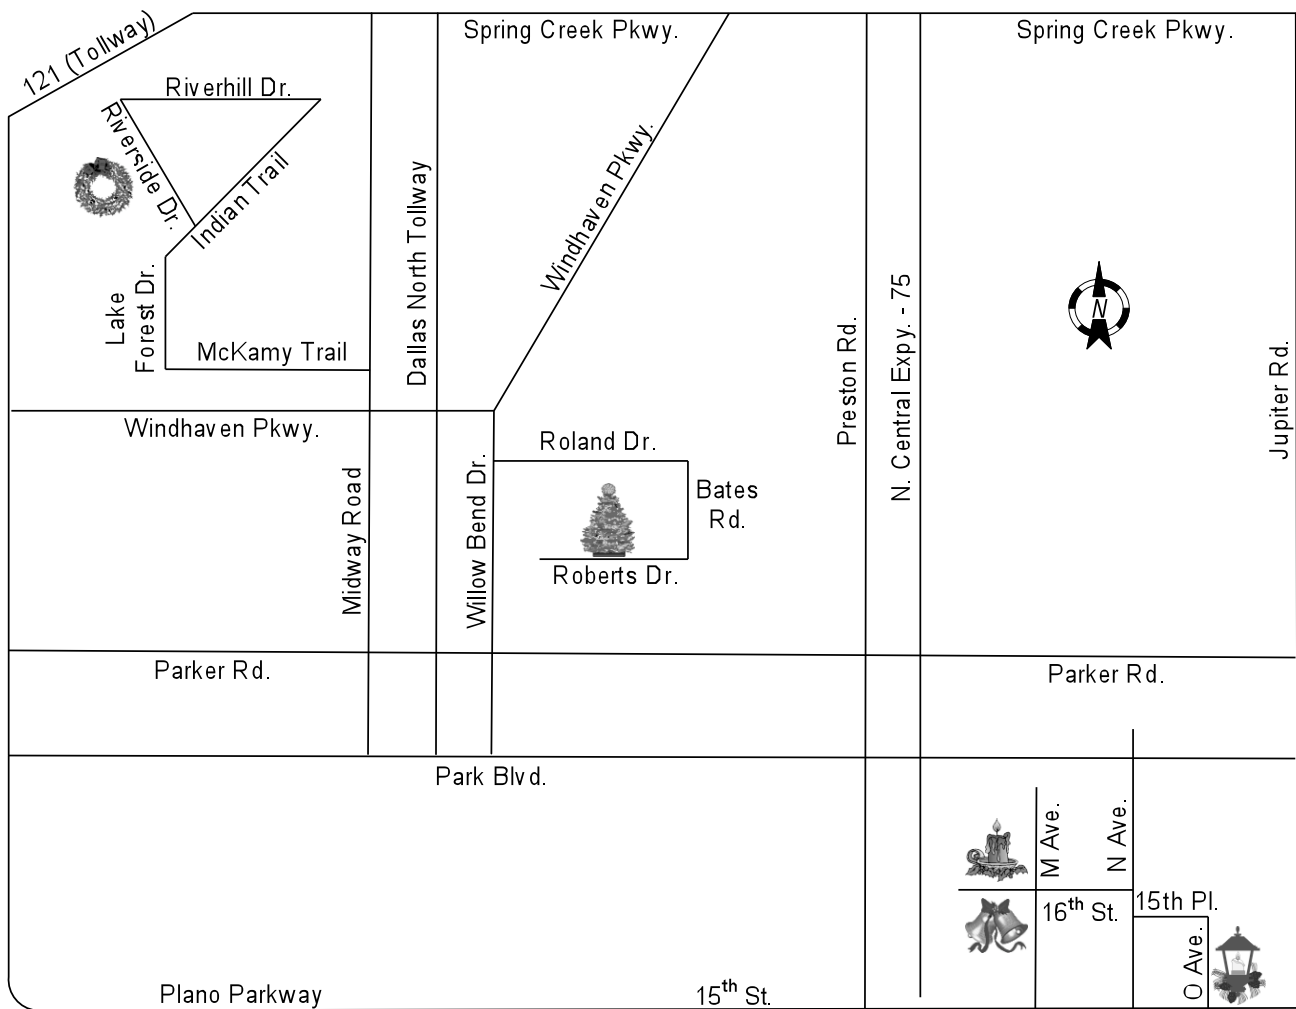 121 (Tollway)
Spring Creek Pkwy.
Spring Creek Pkwy.
Riverhill Dr.
Riverside Dr.
Indian Trail
Windhaven Pkwy.
Dallas North Tollway
Lake
Forest Dr.
McKamy Trail
N
Preston Rd.
N. Central Expy. - 75
Jupiter Rd.
Windhaven Pkwy.
Roland Dr.
Bates
Rd.
Midway Road
Willow Bend Dr.
Roberts Dr.
Parker Rd.
Parker Rd.
Park Blvd.
M Ave.
N Ave.
16th St.
15th Pl.
O Ave.
Plano Parkway
15th St.